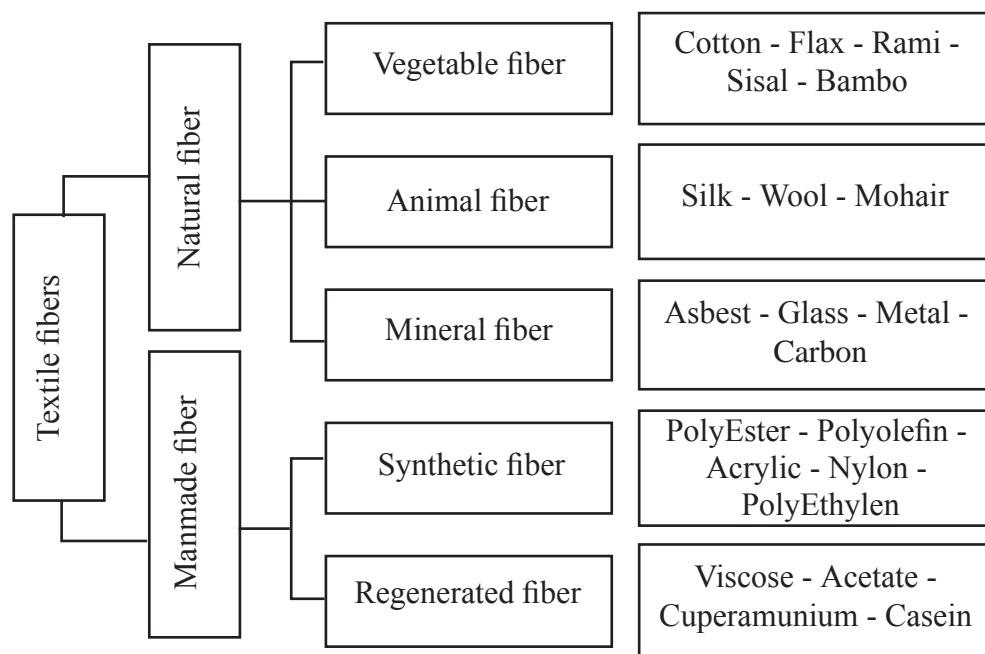 Textile fibers
Natural fiber
Vegetable fiber
Cotton - Flax - Rami -
Sisal - Bambo
Animal fiber
Silk - Wool - Mohair
Mineral fiber
Asbest - Glass - Metal -
Carbon
Manmade fiber
Synthetic fiber
PolyEster - Polyolefin -
Acrylic - Nylon -
PolyEthylen
Regenerated fiber
Viscose - Acetate -
Cuperamunium - Casein